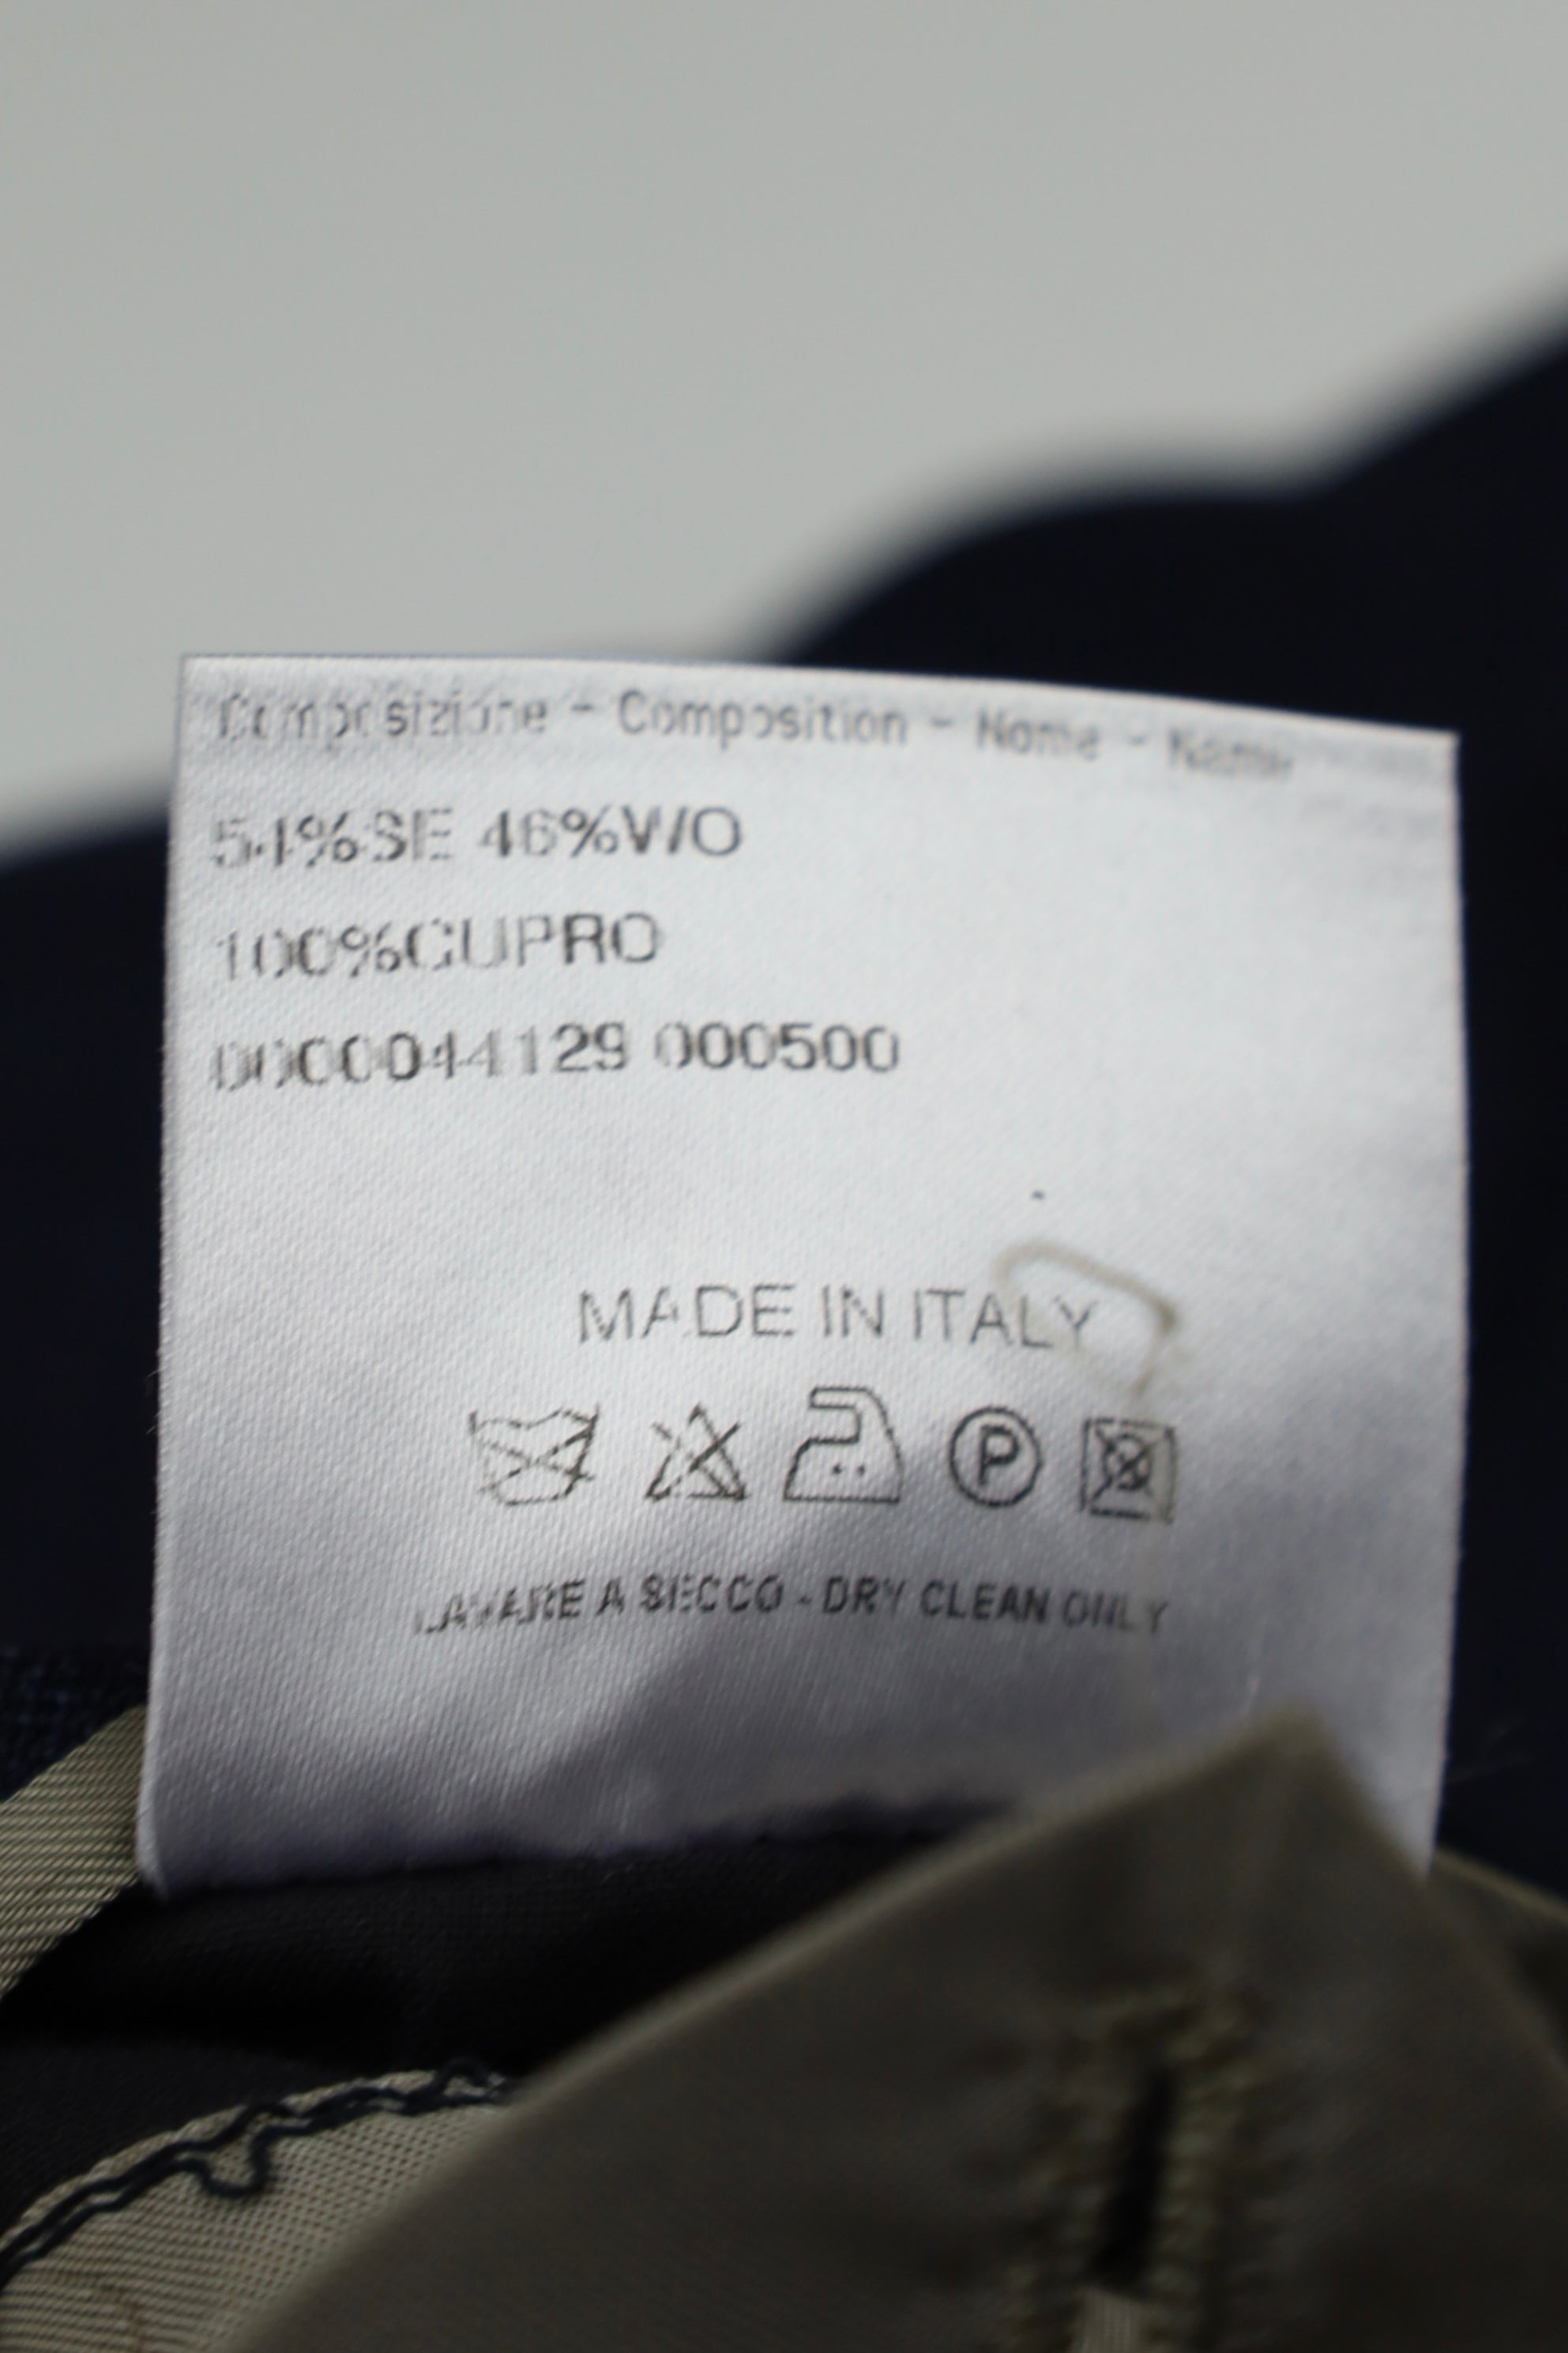 Composizione - Composition - Nome - Name
54%SE 46%WO
100%CUPRO
0000044129 000500
MADE IN ITALY
P
LAVARE A SECCO - DRY CLEAN ONLY